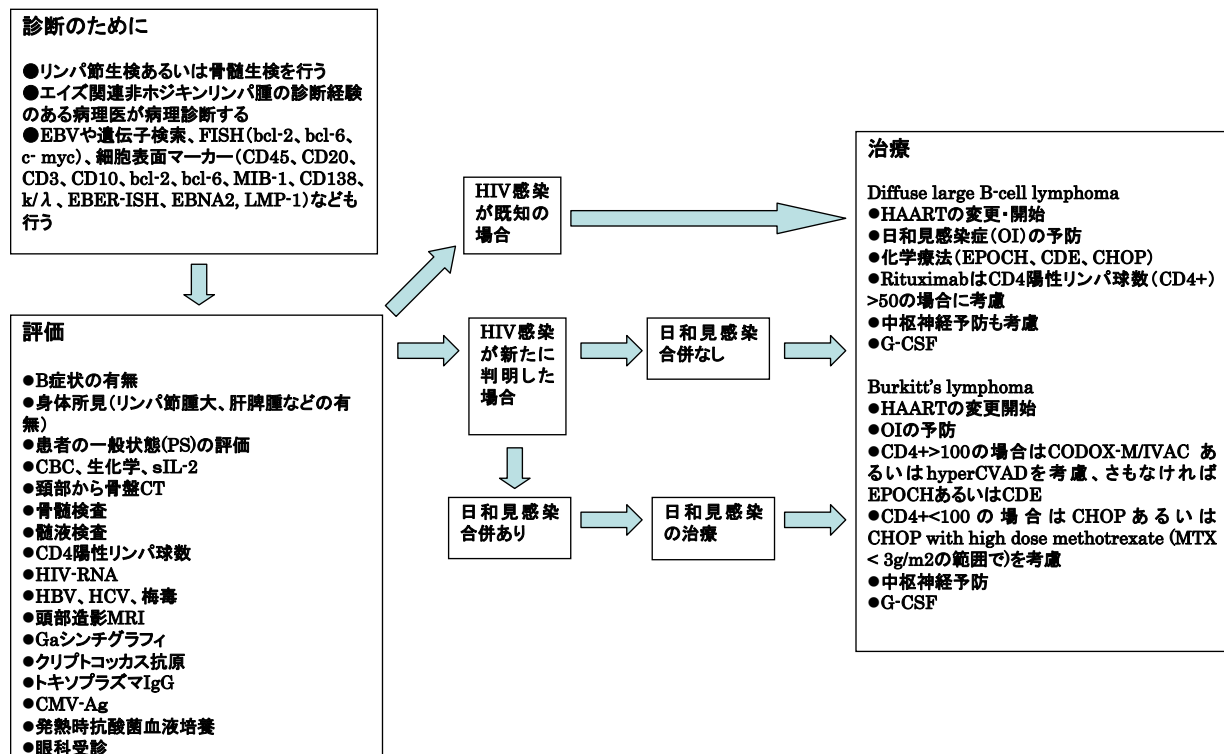 診断のために
●リンパ節生検あるいは骨髄生検を行う
●エイズ関連非ホジキンリンパ腫の診断経験
のある病理医が病理診断する
●EBVや遺伝子検索、FISH(bcl-2、bcl-6、
c- myc)、細胞表面マーカー(CD45、CD20、
CD3、CD10、bcl-2、bcl-6、MIB-1、CD138、
k/λ、EBER-ISH、EBNA2, LMP-1)なども
行う
評価
●B症状の有無
●身体所見(リンパ節腫大、肝脾腫などの有
無)
●患者の一般状態(PS)の評価
●CBC、生化学、sIL-2
●頚部から骨盤CT
●骨髄検査
●髄液検査
●CD4陽性リンパ球数
●HIV-RNA
●HBV、HCV、梅毒
●頭部造影MRI
●Gaシンチグラフィ
●クリプトコッカス抗原
●トキソプラズマIgG
●CMV-Ag
●発熱時抗酸菌血液培養
●眼科受診
HIV感染
が既知の
場合
HIV感染
が新たに
判明した
場合
日和見感染
合併なし
日和見感染
合併あり
日和見感染
の治療
治療
Diffuse large B-cell lymphoma
●HAARTの変更・開始
●日和見感染症(OI)の予防
●化学療法(EPOCH、CDE、CHOP)
●RituximabはCD4陽性リンパ球数(CD4+)
>50の場合に考慮
●中枢神経予防も考慮
●G-CSF
Burkitt's lymphoma
●HAARTの変更開始
●OIの予防
●CD4+>100の場合はCODOX-M/IVAC あ
るいはhyperCVADを考慮、さもなければ
EPOCHあるいはCDE
●CD4+<100の場合はCHOPあるいは
CHOP with high dose methotrexate (MTX
< 3g/m2の範囲で)を考慮
●中枢神経予防
●G-CSF